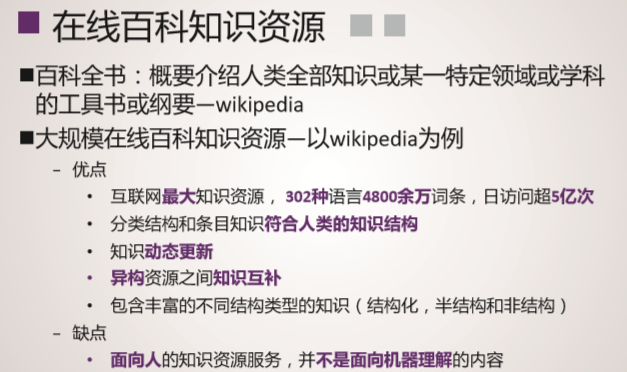 在线百科知识资源
■百科全书：概要介绍人类全部知识或某一特定领域或学科
的工具书或纲要—wikipedia
■大规模在线百科知识资源—以wikipedia为例
– 优点
• 互联网最大知识资源，302种语言4800余万词条，日访问超5亿次
• 分类结构和条目知识符合人类的知识结构
• 知识动态更新
• 异构资源之间知识互补
• 包含丰富的不同结构类型的知识（结构化，半结构和非结构）
– 缺点
• 面向人的知识资源服务，并不是面向机器理解的内容